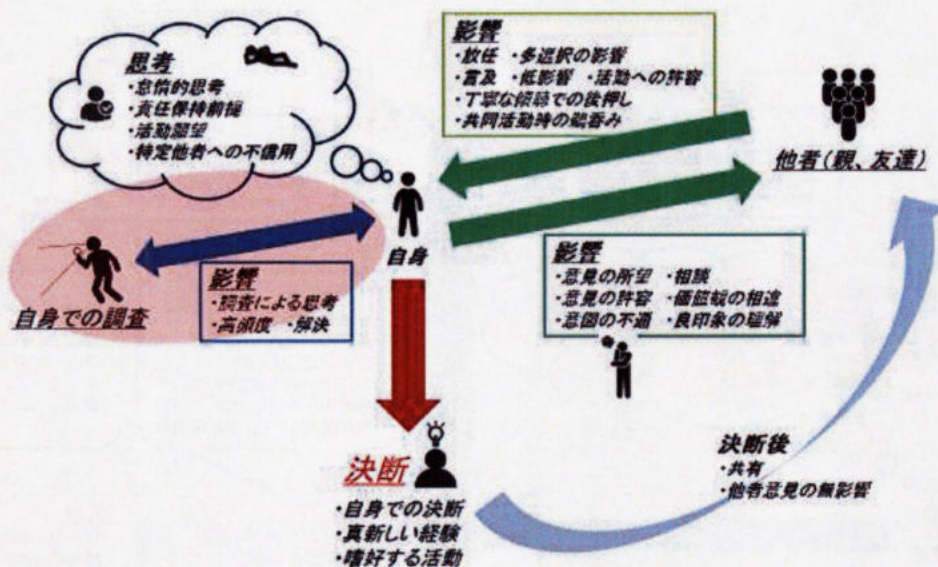 思考
・怠惰的思考
・責任保持前提
・活動願望
・特定他者への不信用
影響
・放任 ・多選択の影響
・言及 ・低影響 ・活動への許容
・丁寧な傾聴での後押し
・共同活動時の
他者(親、友達)
自身
自身での調査
影響
・調査による思考
・高頻度 ・解決
影響
・意見の所望 ・相談
・意見の許容 ・価値観の相違
・意図の不通 ・良印象の理解
決断
・自身での決断
・真新しい経験
・嗜好する活動
決断後
・共有
・他者意見の無影響